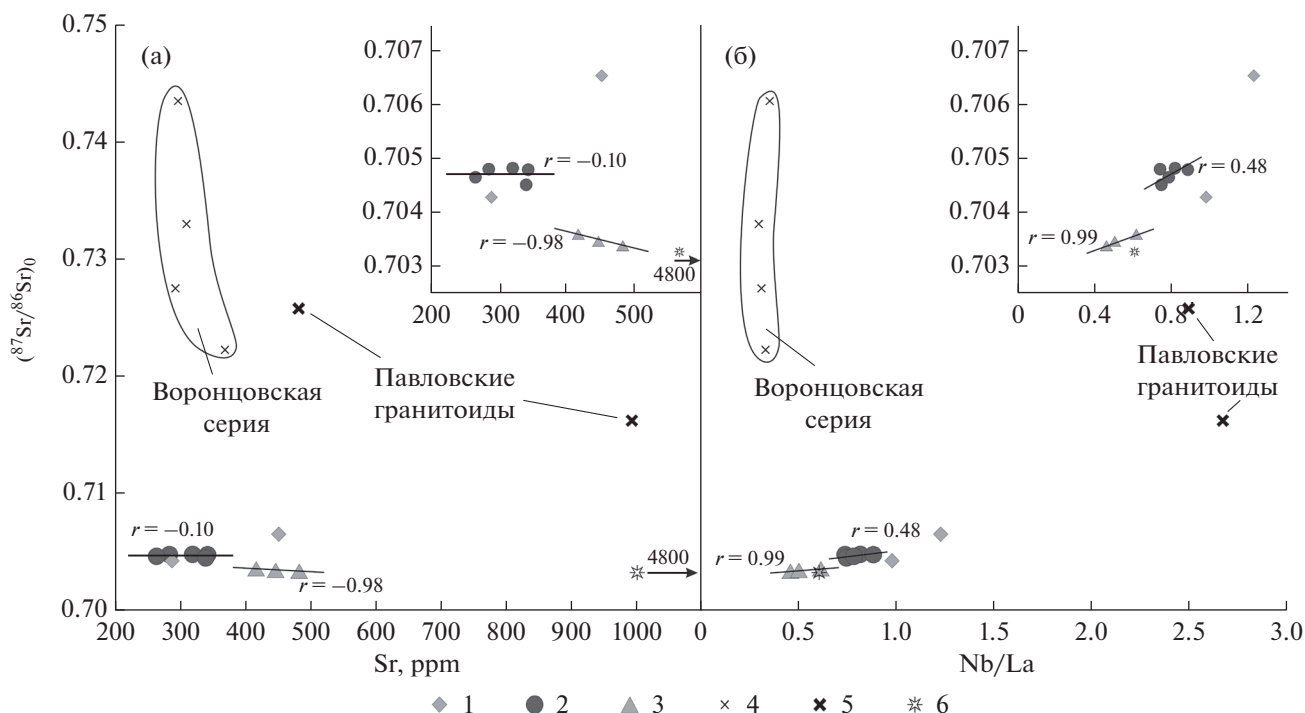 0.75
0.74
0.73
0.72
0.71
0.70
(⁸⁷Sr/⁸⁶Sr)₀
(а)
Воронцовская
серия
Павловские
гранитоиды
0.707
0.706
0.705
0.704
0.703
200 300 400 500
r = −0.10
r = −0.98
4800
r = −0.10
r = −0.98
4800
200 300 400 500 600 700 800 900 1000
Sr, ppm
(б)
Воронцовская
серия
Павловские
гранитоиды
0.707
0.706
0.705
0.704
0.703
0 0.4 0.8 1.2
r = 0.48
r = 0.99
r = 0.48
r = 0.99
0 0.5 1.0 1.5 2.0 2.5 3.0
Nb/La
1 2 3 4 5 6